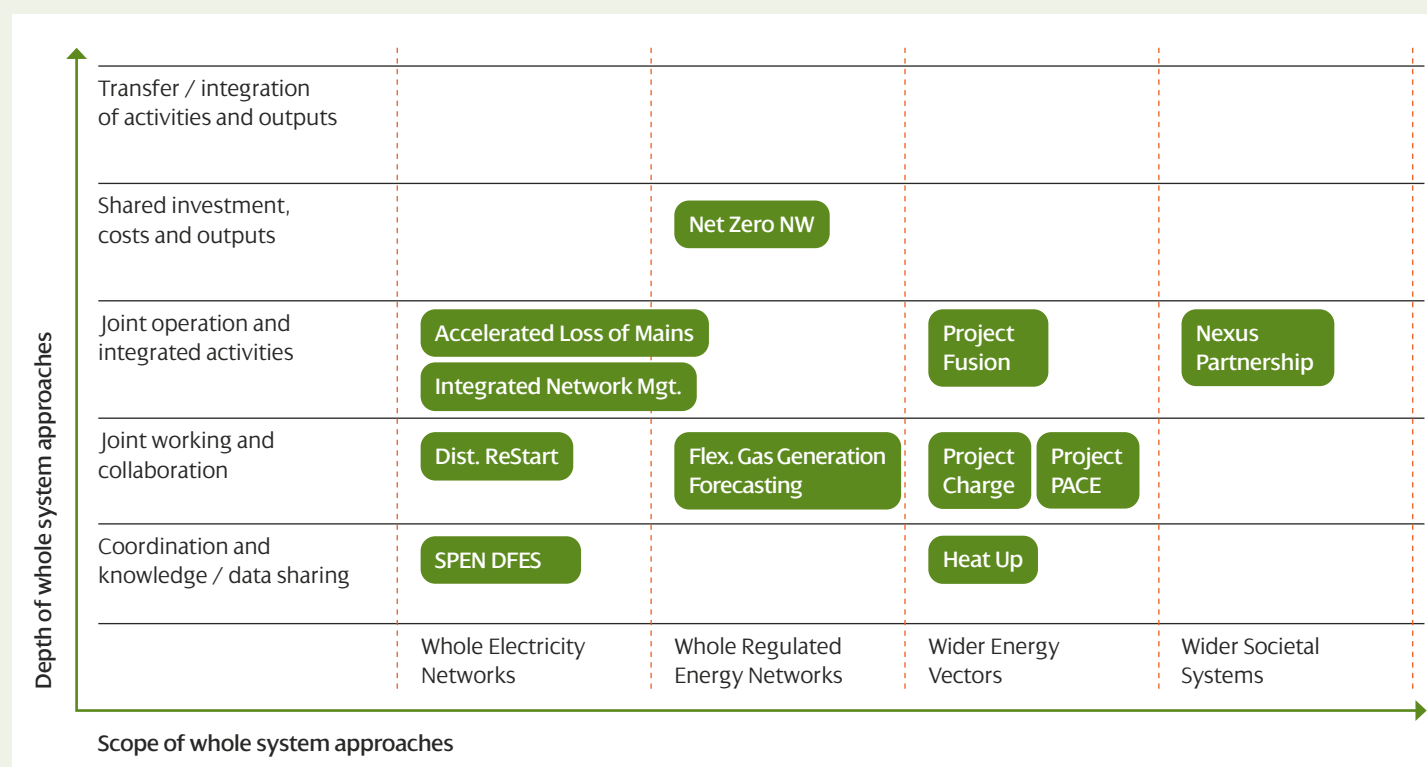 Transfer / integration
of activities and outputs
Shared investment,
costs and outputs
Net Zero NW
Joint operation and
integrated activities
Accelerated Loss of Mains
Integrated Network Mgt.
Project
Fusion
Nexus
Partnership
Joint working and
collaboration
Dist. ReStart
Flex. Gas Generation
Forecasting
Project
Charge
Project
PACE
Coordination and
knowledge / data sharing
SPEN DFES
Heat Up
Whole Electricity
Networks
Whole Regulated
Energy Networks
Wider Energy
Vectors
Wider Societal
Systems
Depth of whole system approaches
Scope of whole system approaches